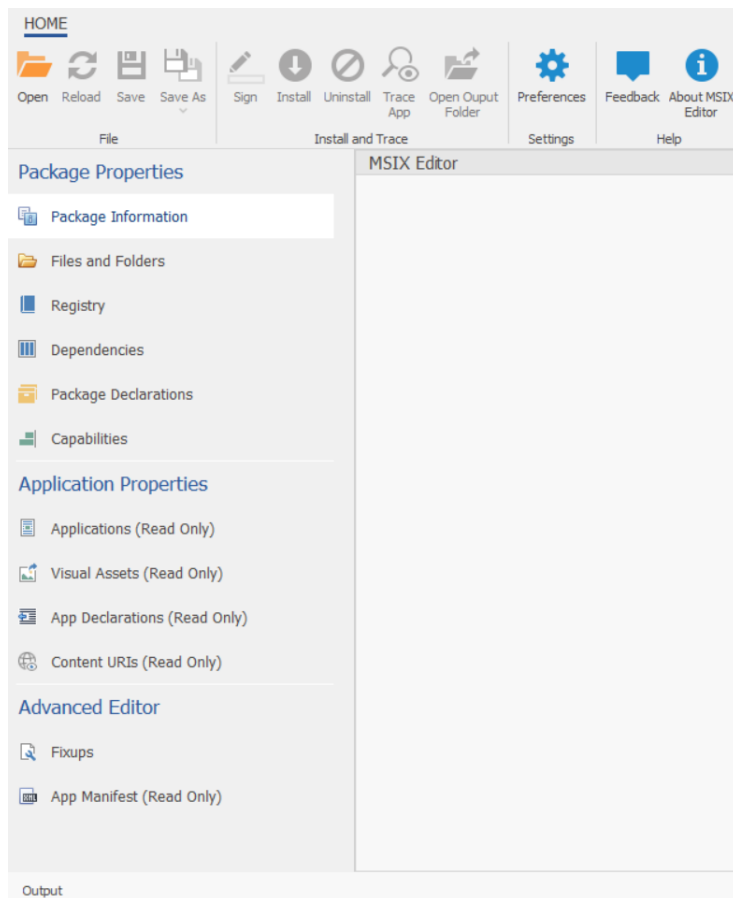 HOME
Open Reload Save Save As Sign Install Uninstall Trace App Open Ouput Folder Preferences Feedback About MSIX Editor
File Install and Trace Settings Help
Package Properties
MSIX Editor
Package Information
Files and Folders
Registry
Dependencies
Package Declarations
Capabilities
Application Properties
Applications (Read Only)
Visual Assets (Read Only)
App Declarations (Read Only)
Content URIs (Read Only)
Advanced Editor
Fixups
App Manifest (Read Only)
Output